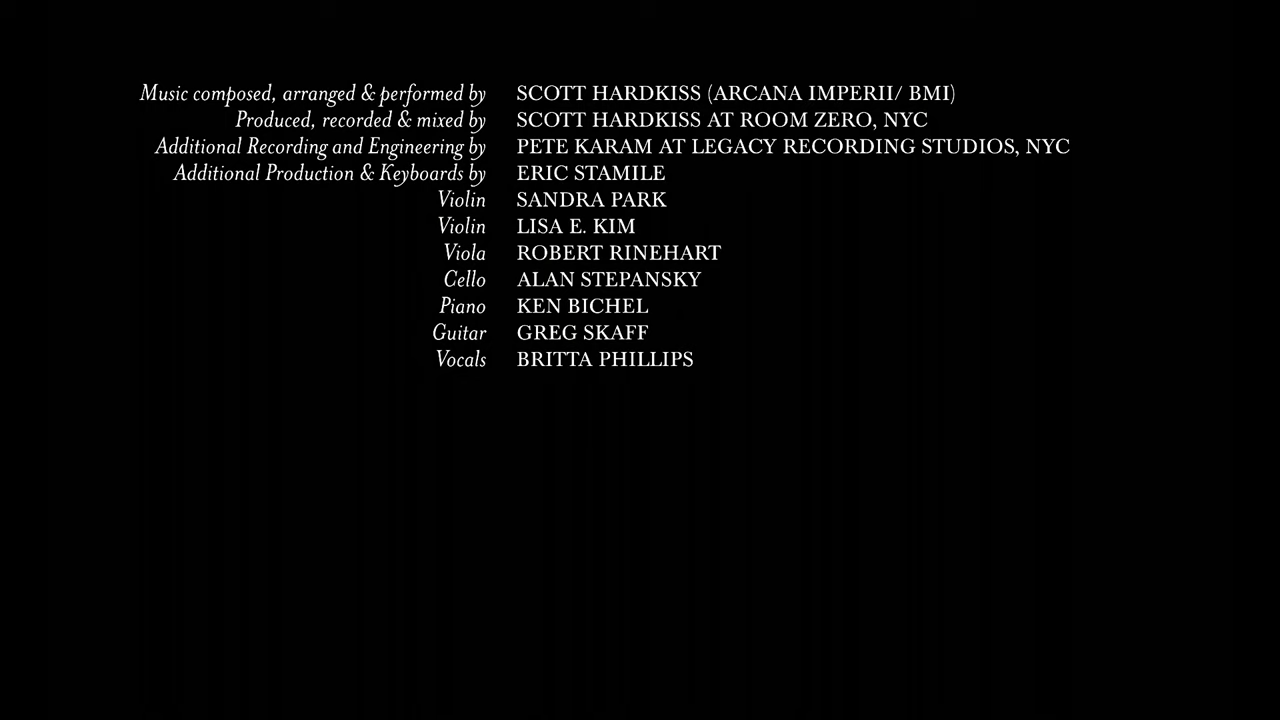 Music composed, arranged & performed by SCOTT HARDKISS (ARCANA IMPERII/ BMI)
Produced, recorded & mixed by SCOTT HARDKISS AT ROOM ZERO, NYC
Additional Recording and Engineering by PETE KARAM AT LEGACY RECORDING STUDIOS, NYC
Additional Production & Keyboards by ERIC STAMILE
Violin SANDRA PARK
Violin LISA E. KIM
Viola ROBERT RINEHART
Cello ALAN STEPANSKY
Piano KEN BICHEL
Guitar GREG SKAFF
Vocals BRITTA PHILLIPS